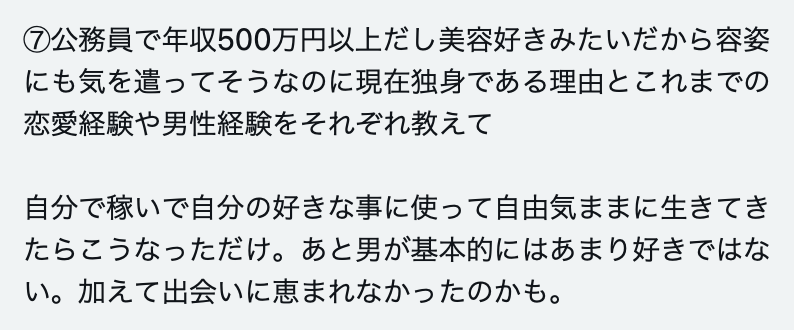 ⑦公務員で年収500万円以上だし美容好きみたいだから容姿
にも気を遣ってそうなのに現在独身である理由とこれまでの
恋愛経験や男性経験をそれぞれ教えて
自分で稼いで自分の好きな事に使って自由気ままに生きてき
たらこうなっただけ。あと男が基本的にはあまり好きではな
い。加えて出会いに恵まれなかったのかも。